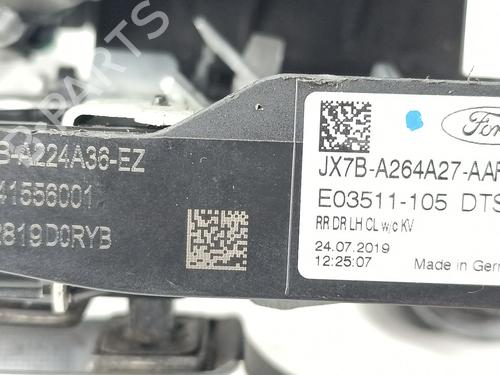 B-A224A36-EZ
41556001
2819D0RYB
Ford
JX7B-A264A27-AAF
E03511-105 DTS
RR DR LH CL w/c KV
24.07.2019
12:25:07
Made in Germ
B-PARTS